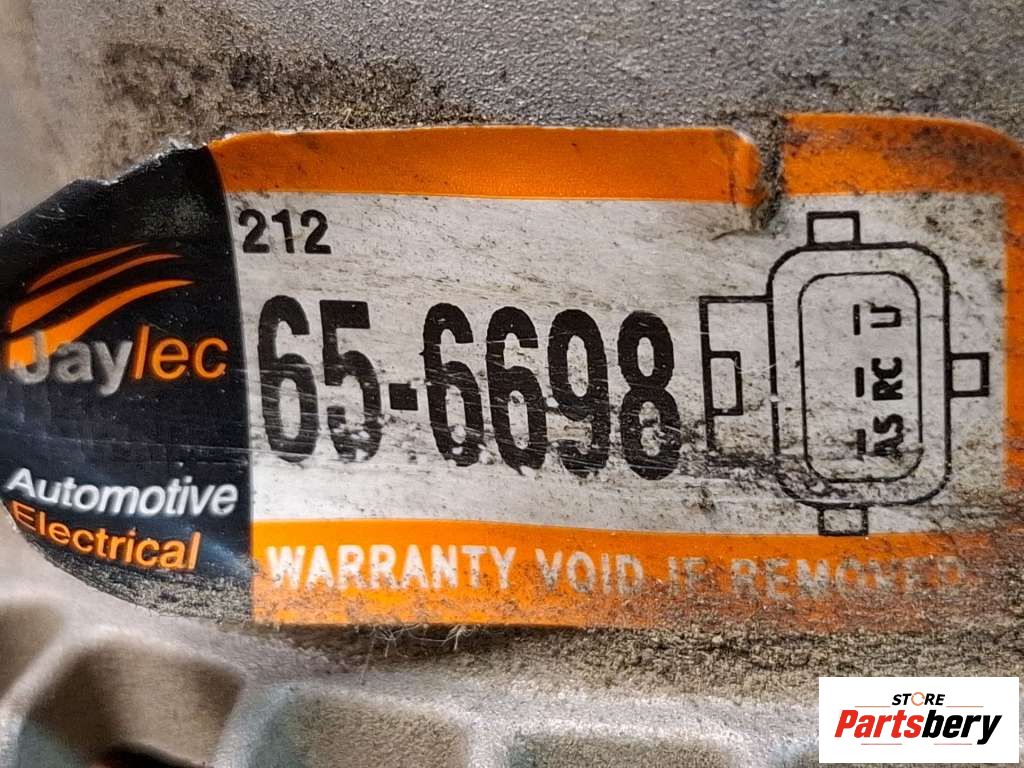 212
65-6698
Jaylec
Automotive
Electrical
AS RC U
WARRANTY VOID IF REMOVED
STORE
Partsbery